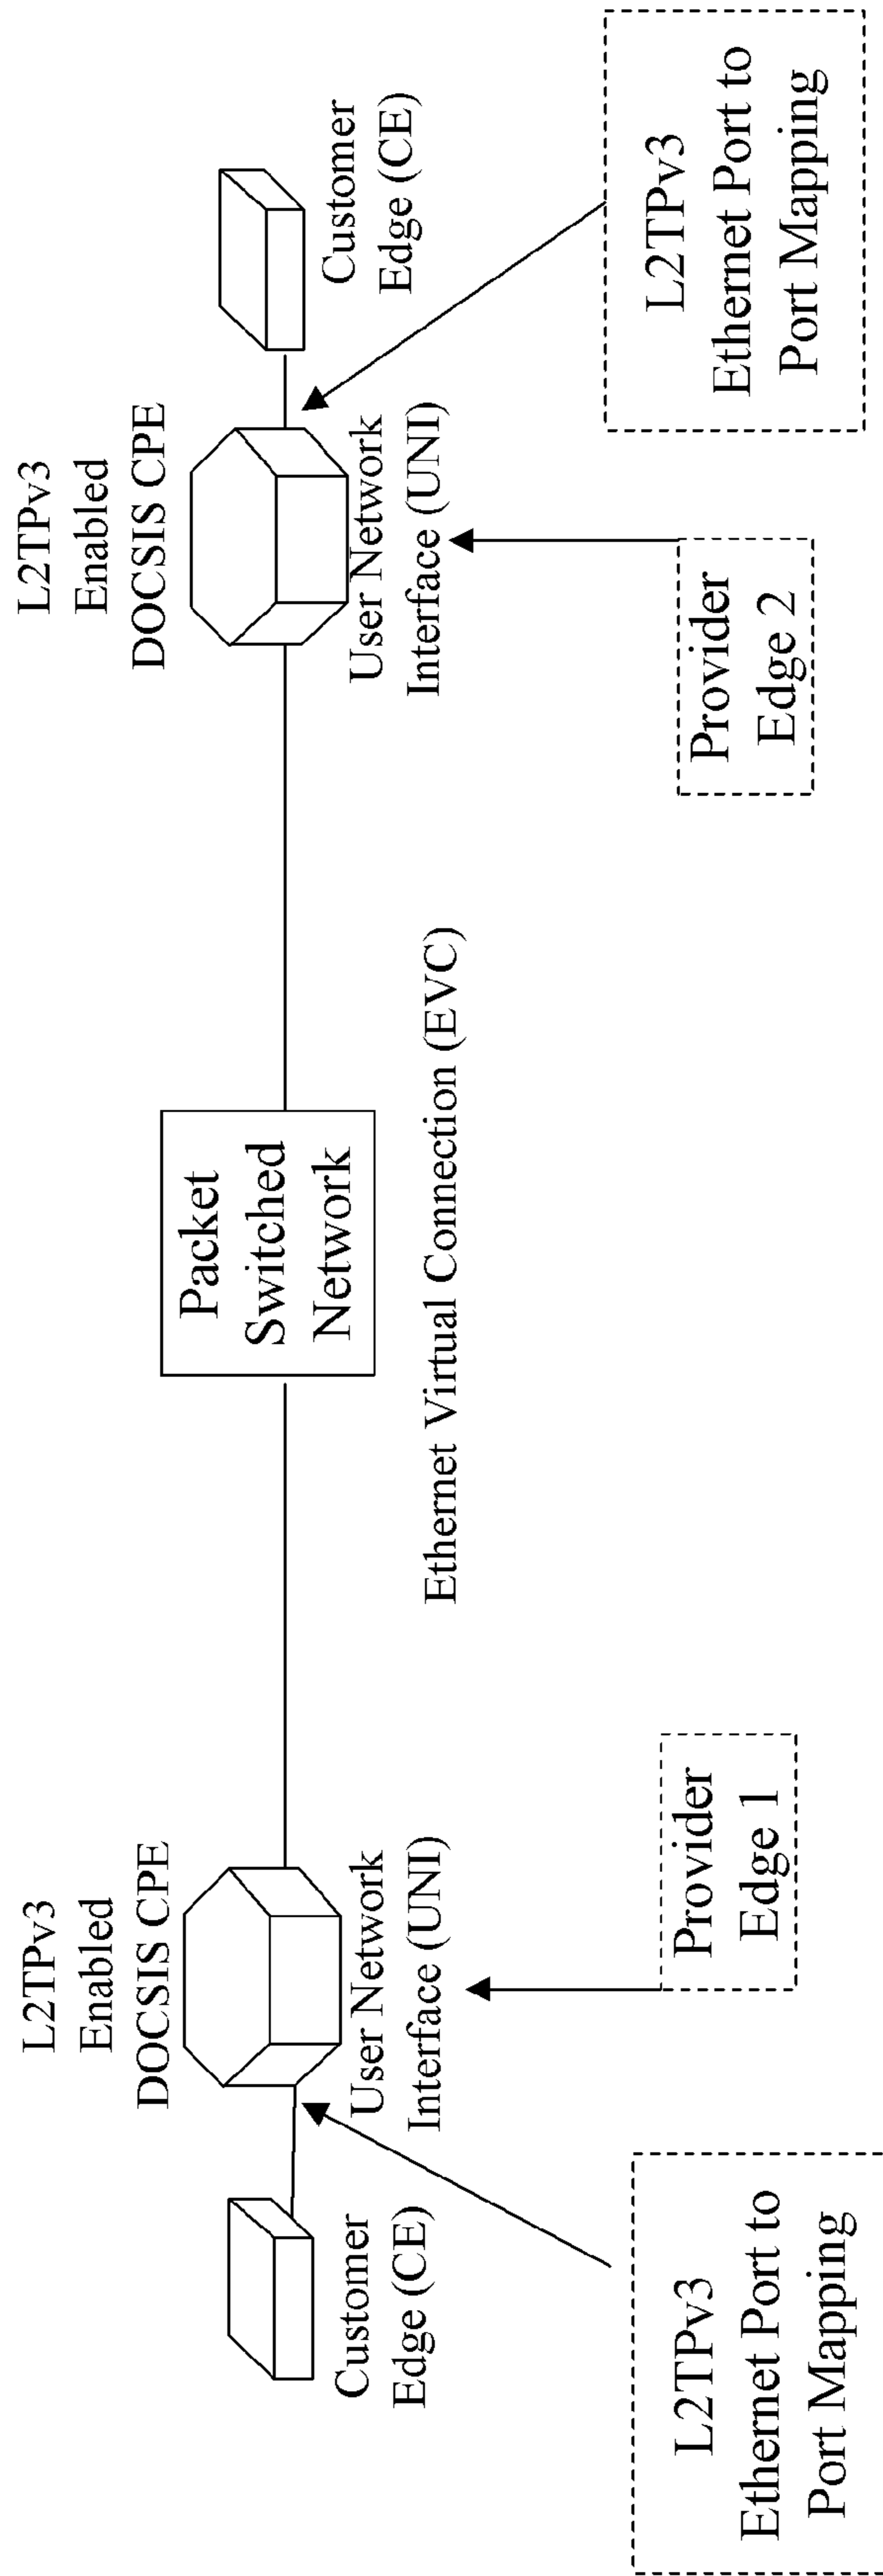 L2TPv3
Enabled
DOCSIS CPE
L2TPv3
Enabled
DOCSIS CPE
Customer
Edge (CE)
User Network
Interface (UNI)
Packet
Switched
Network
Ethernet Virtual Connection (EVC)
User Network
Interface (UNI)
Customer
Edge (CE)
L2TPv3
Ethernet Port to
Port Mapping
Provider
Edge 1
Provider
Edge 2
L2TPv3
Ethernet Port to
Port Mapping